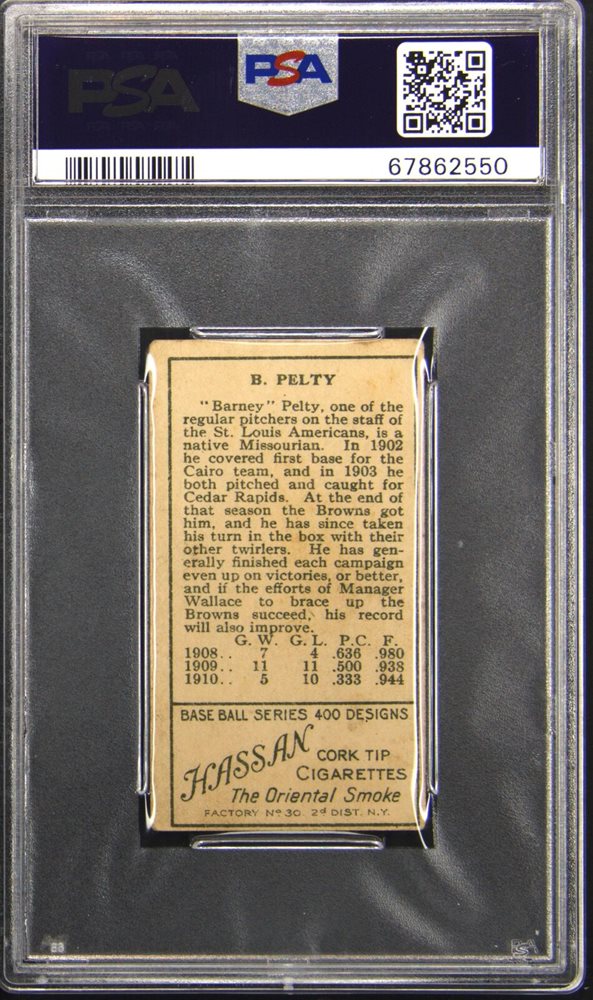 PSA
PSA
67862550
B. PELTY
"Barney" Pelty, one of the
regular pitchers on the staff of
the St. Louis Americans, is a
native Missourian. In 1902
he covered first base for the
Cairo team, and in 1903 he
both pitched and caught for
Cedar Rapids. At the end of
that season the Browns got
him, and he has since taken
his turn in the box with their
other twirlers. He has gen-
erally finished each campaign
even up on victories, or better,
and if the efforts of Manager
Wallace to brace up the
Browns succeed, his record
will also improve.
G. W. G. L. P.C. F.
1908.. 7 4 .636 .980
1909.. 11 11 .500 .938
1910.. 5 10 .333 .944
BASE BALL SERIES 400 DESIGNS
HASSAN CORK TIP
CIGARETTES
The Oriental Smoke
FACTORY Nº 30. 2d DIST. N.Y.